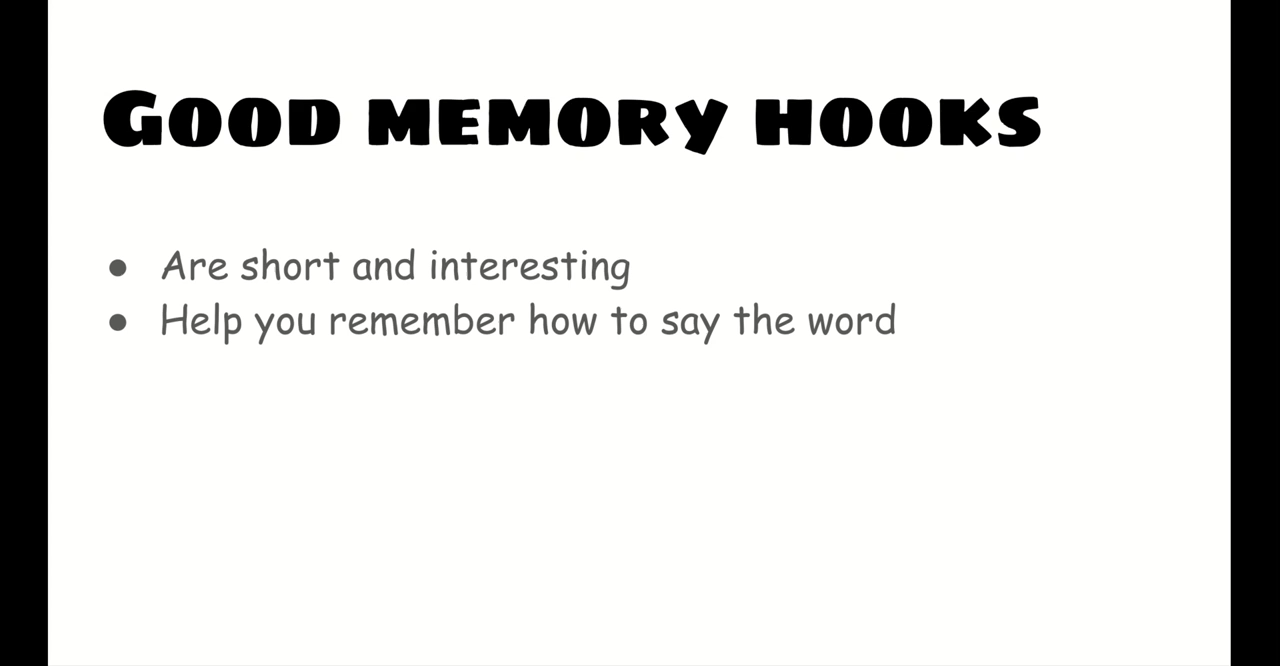 Good memory hooks
● Are short and interesting
● Help you remember how to say the word